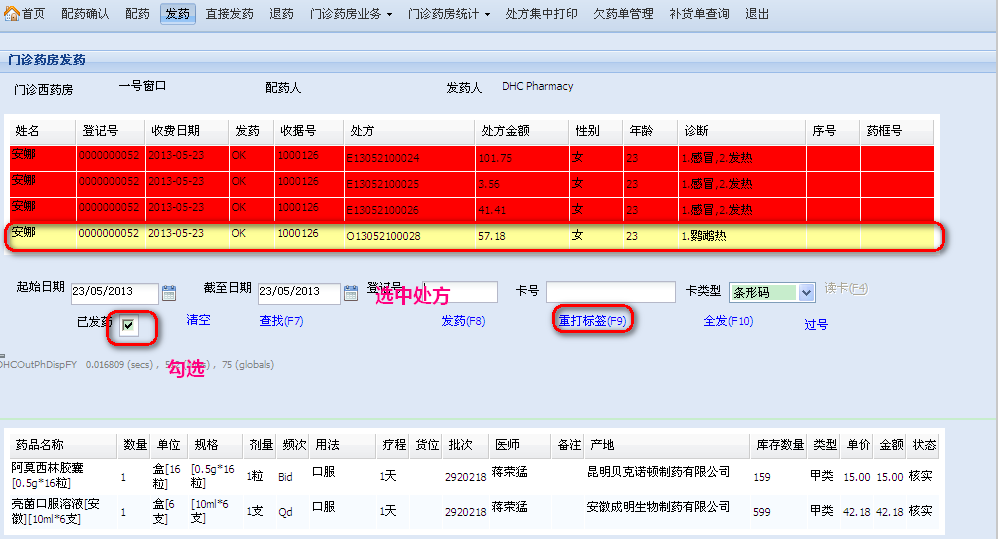 首页 配药确认 配药 发药 直接发药 退药 门诊药房业务 门诊药房统计 处方集中打印 欠药单管理 补货单查询 退出
门诊药房发药
门诊西药房 一号窗口 配药人 发药人 DHC Pharmacy
姓名 登记号 收费日期 发药 收据号 处方 处方金额 性别 年龄 诊断 序号 药框号
安娜 0000000052 2013-05-23 OK 1000126 E13052100024 101.75 女 23 1.感冒,2.发热
安娜 0000000052 2013-05-23 OK 1000126 E13052100025 3.56 女 23 1.感冒,2.发热
安娜 0000000052 2013-05-23 OK 1000126 E13052100026 41.41 女 23 1.感冒,2.发热
安娜 0000000052 2013-05-23 OK 1000126 O13052100028 57.18 女 23 1.鹦鹉热
起始日期 23/05/2013 截至日期 23/05/2013 登记号 卡号 卡类型 条形码 读卡(F4)
选中处方
已发药 清空 查找(F7) 发药(F8) 重打标签(F9) 全发(F10) 过号
DHCOutPhDispFY 0.016809 (secs) , 75 (globals)
勾选
药品名称 数量 单位 规格 剂量 频次 用法 疗程 货位 批次 医师 备注 产地 库存数量 类型 单价 金额 状态
阿莫西林胶囊[0.5g*16粒] 1 盒[16粒] [0.5g*16粒] 1粒 Bid 口服 1天 2920218 蒋荣猛 昆明贝克诺顿制药有限公司 159 甲类 15.00 15.00 核实
亮菌口服溶液[安徽][10ml*6支] 1 盒[6支] [10ml*6支] 1支 Qd 口服 1天 2920218 蒋荣猛 安徽成明生物制药有限公司 599 甲类 42.18 42.18 核实